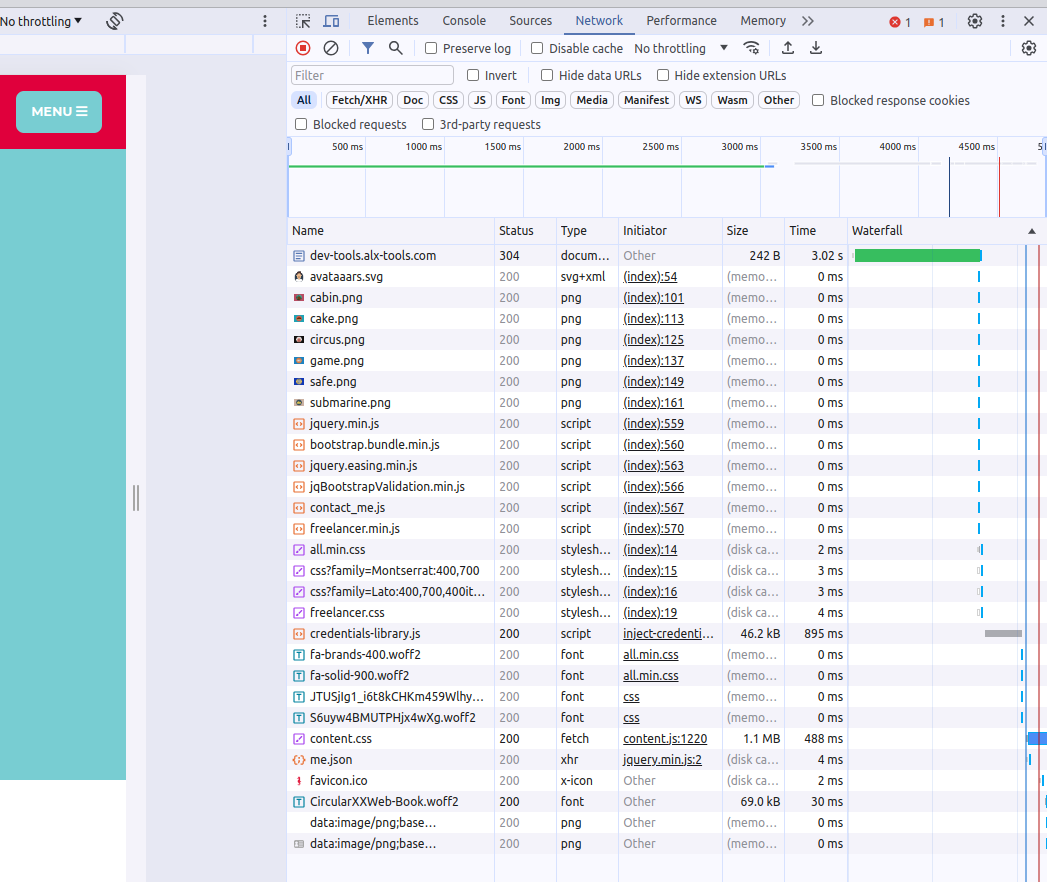 No throttling
Elements Console Sources Network Performance Memory 1 1
Preserve log Disable cache No throttling
Filter Invert Hide data URLs Hide extension URLs
MENU
All Fetch/XHR Doc CSS JS Font Img Media Manifest WS Wasm Other Blocked response cookies
Blocked requests 3rd-party requests
500 ms 1000 ms 1500 ms 2000 ms 2500 ms 3000 ms 3500 ms 4000 ms 4500 ms
Name Status Type Initiator Size Time Waterfall
dev-tools.alx-tools.com 304 docum... Other 242 B 3.02 s
avataaars.svg 200 svg+xml (index):54 (memo... 0 ms
cabin.png 200 png (index):101 (memo... 0 ms
cake.png 200 png (index):113 (memo... 0 ms
circus.png 200 png (index):125 (memo... 0 ms
game.png 200 png (index):137 (memo... 0 ms
safe.png 200 png (index):149 (memo... 0 ms
submarine.png 200 png (index):161 (memo... 0 ms
jquery.min.js 200 script (index):559 (memo... 0 ms
bootstrap.bundle.min.js 200 script (index):560 (memo... 0 ms
jquery.easing.min.js 200 script (index):563 (memo... 0 ms
jqBootstrapValidation.min.js 200 script (index):566 (memo... 0 ms
contact_me.js 200 script (index):567 (memo... 0 ms
freelancer.min.js 200 script (index):570 (memo... 0 ms
all.min.css 200 stylesh... (index):14 (disk ca... 2 ms
css?family=Montserrat:400,700 200 stylesh... (index):15 (disk ca... 3 ms
css?family=Lato:400,700,400it... 200 stylesh... (index):16 (disk ca... 3 ms
freelancer.css 200 stylesh... (index):19 (disk ca... 4 ms
credentials-library.js 200 script inject-credenti... 46.2 kB 895 ms
fa-brands-400.woff2 200 font all.min.css (memo... 0 ms
fa-solid-900.woff2 200 font all.min.css (memo... 0 ms
JTUSjIg1_i6t8kCHKm459Wlhy... 200 font css (memo... 0 ms
S6uyw4BMUTPHjx4wXg.woff2 200 font css (memo... 0 ms
content.css 200 fetch content.js:1220 1.1 MB 488 ms
me.json 200 xhr jquery.min.js:2 (disk ca... 4 ms
favicon.ico 200 x-icon Other (disk ca... 2 ms
CircularXXWeb-Book.woff2 200 font Other 69.0 kB 30 ms
data:image/png;base... 200 png Other (memo... 0 ms
data:image/png;base... 200 png Other (memo... 0 ms